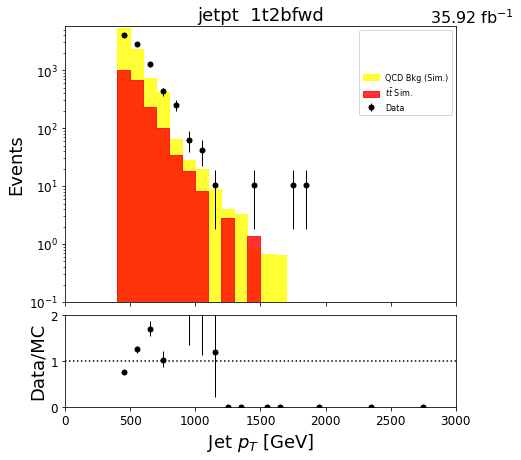 jetpt 1t2bfwd
35.92 fb⁻¹
QCD Bkg (Sim.)
tt̄ Sim.
Data
Events
10³
10²
10¹
10⁰
10⁻¹
Data/MC
2
1
0
0 500 1000 1500 2000 2500 3000
Jet p_T [GeV]